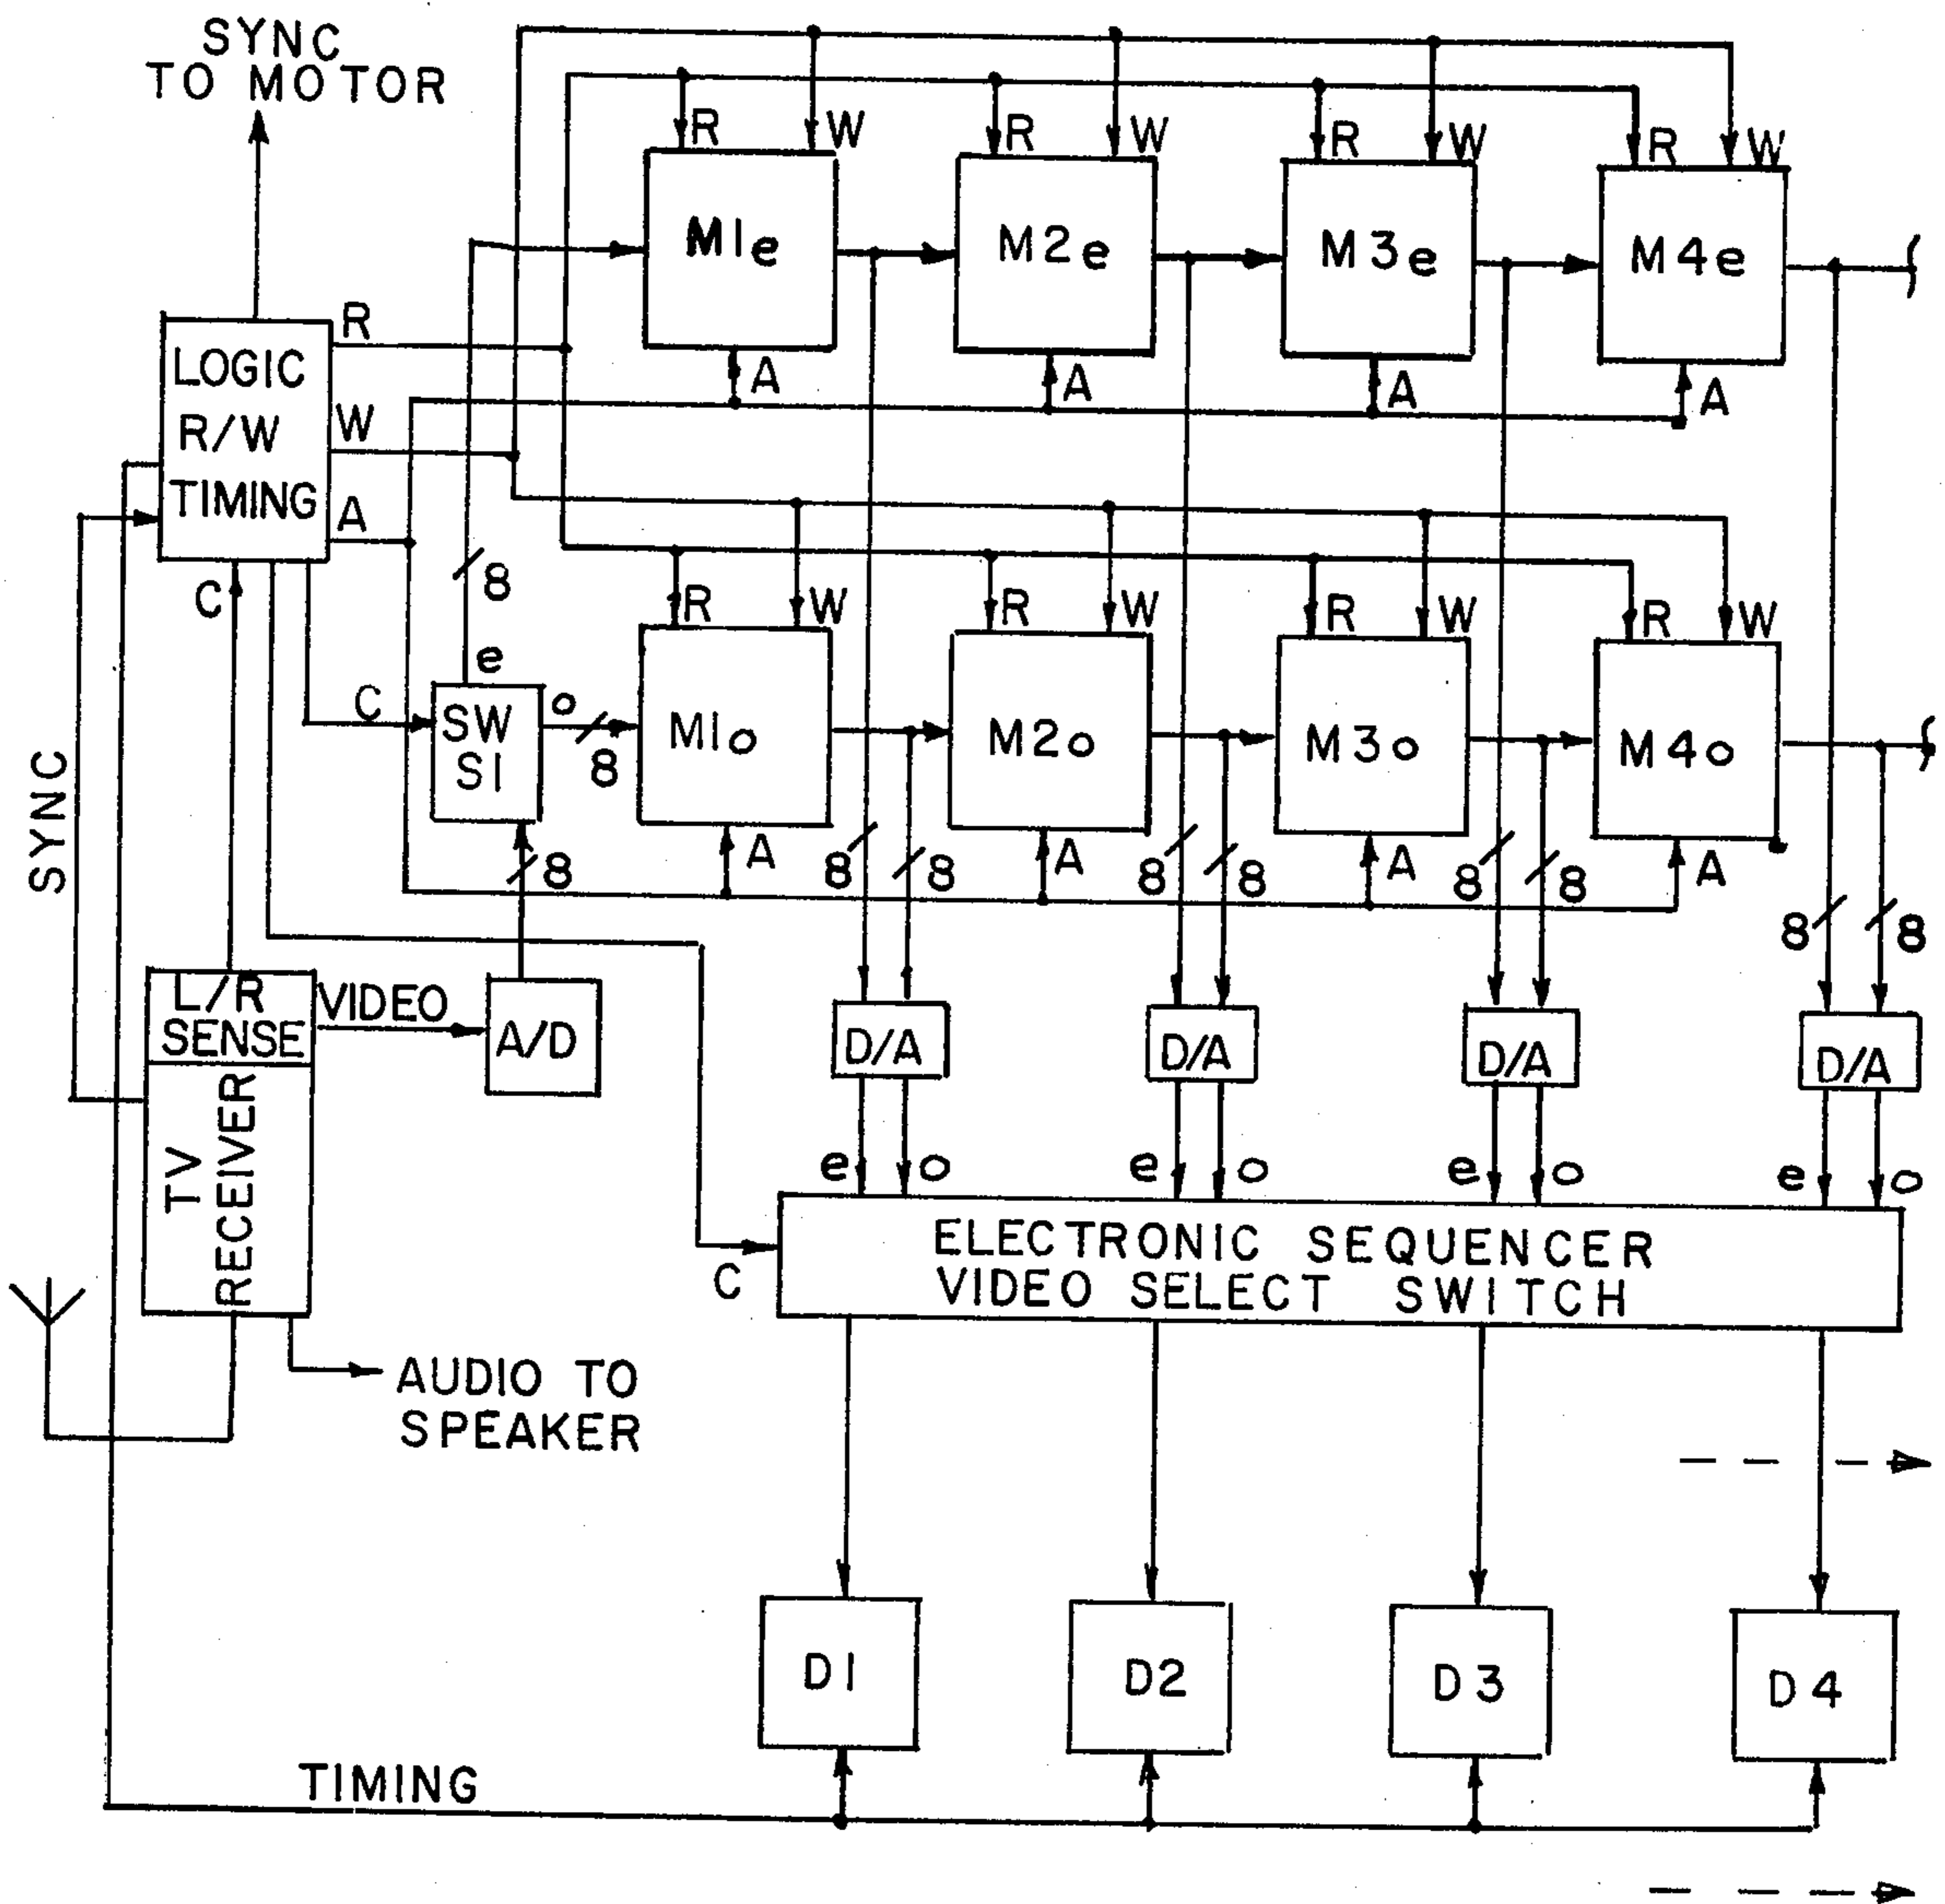 SYNC
TO MOTOR
R W R W R W R W
M1e M2e M3e M4e
A A A A
R
LOGIC
R/W
TIMING
W
A
C
8
R W R W R W R W
e
C
SW
S1
o
8
M1o M2o M3o M4o
A A A A
8
8 8 8 8 8 8 8 8
SYNC
L/R
SENSE
VIDEO
A/D
D/A D/A D/A D/A
TV
RECEIVER
e o e o e o e o
C
ELECTRONIC SEQUENCER
VIDEO SELECT SWITCH
AUDIO TO
SPEAKER
D1 D2 D3 D4
TIMING